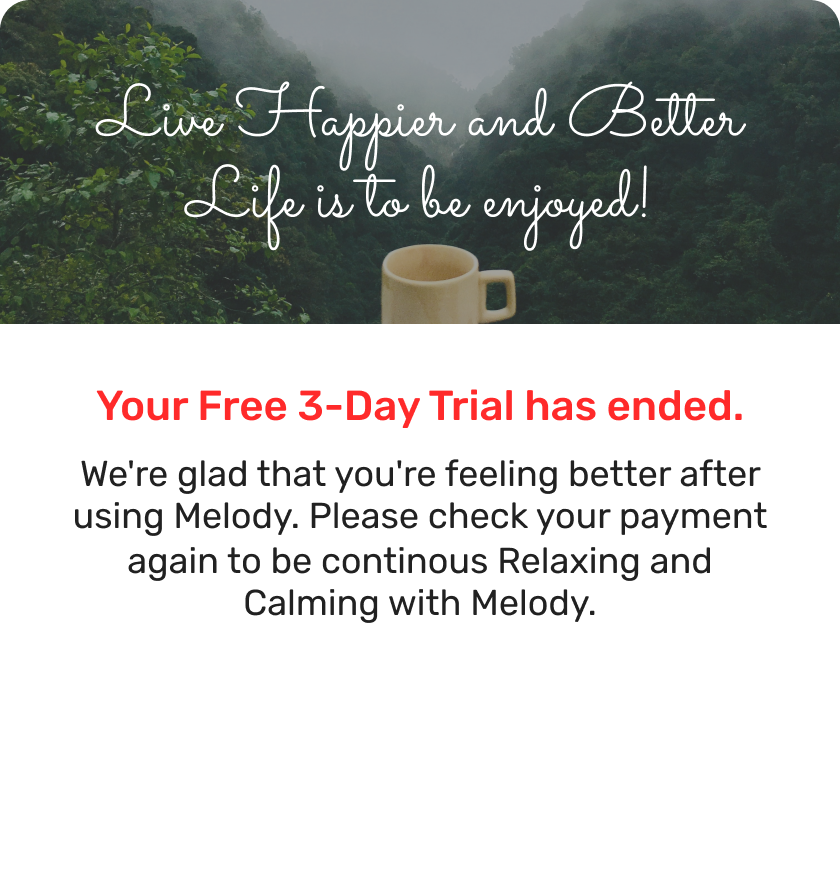 Live Happier and Better
Life is to be enjoyed!
Your Free 3-Day Trial has ended.
We're glad that you're feeling better after
using Melody. Please check your payment
again to be continous Relaxing and
Calming with Melody.